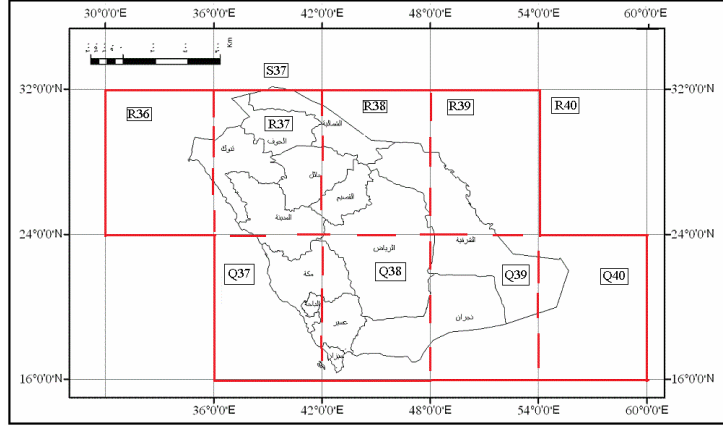 30°0'0"E 36°0'0"E 42°0'0"E 48°0'0"E 54°0'0"E 60°0'0"E
Km
S37
32°0'0"N 32°0'0"N
R36 R37 R38 R39 R40
الشمالية
الجوف
تبوك
حائل
القصيم
المدينة
24°0'0"N 24°0'0"N
الرياض
الشرقية
Q37 Q38 Q39 Q40
مكة
الباحة
عسير
نجران
جيزان
16°0'0"N 16°0'0"N
36°0'0"E 42°0'0"E 48°0'0"E 54°0'0"E 60°0'0"E